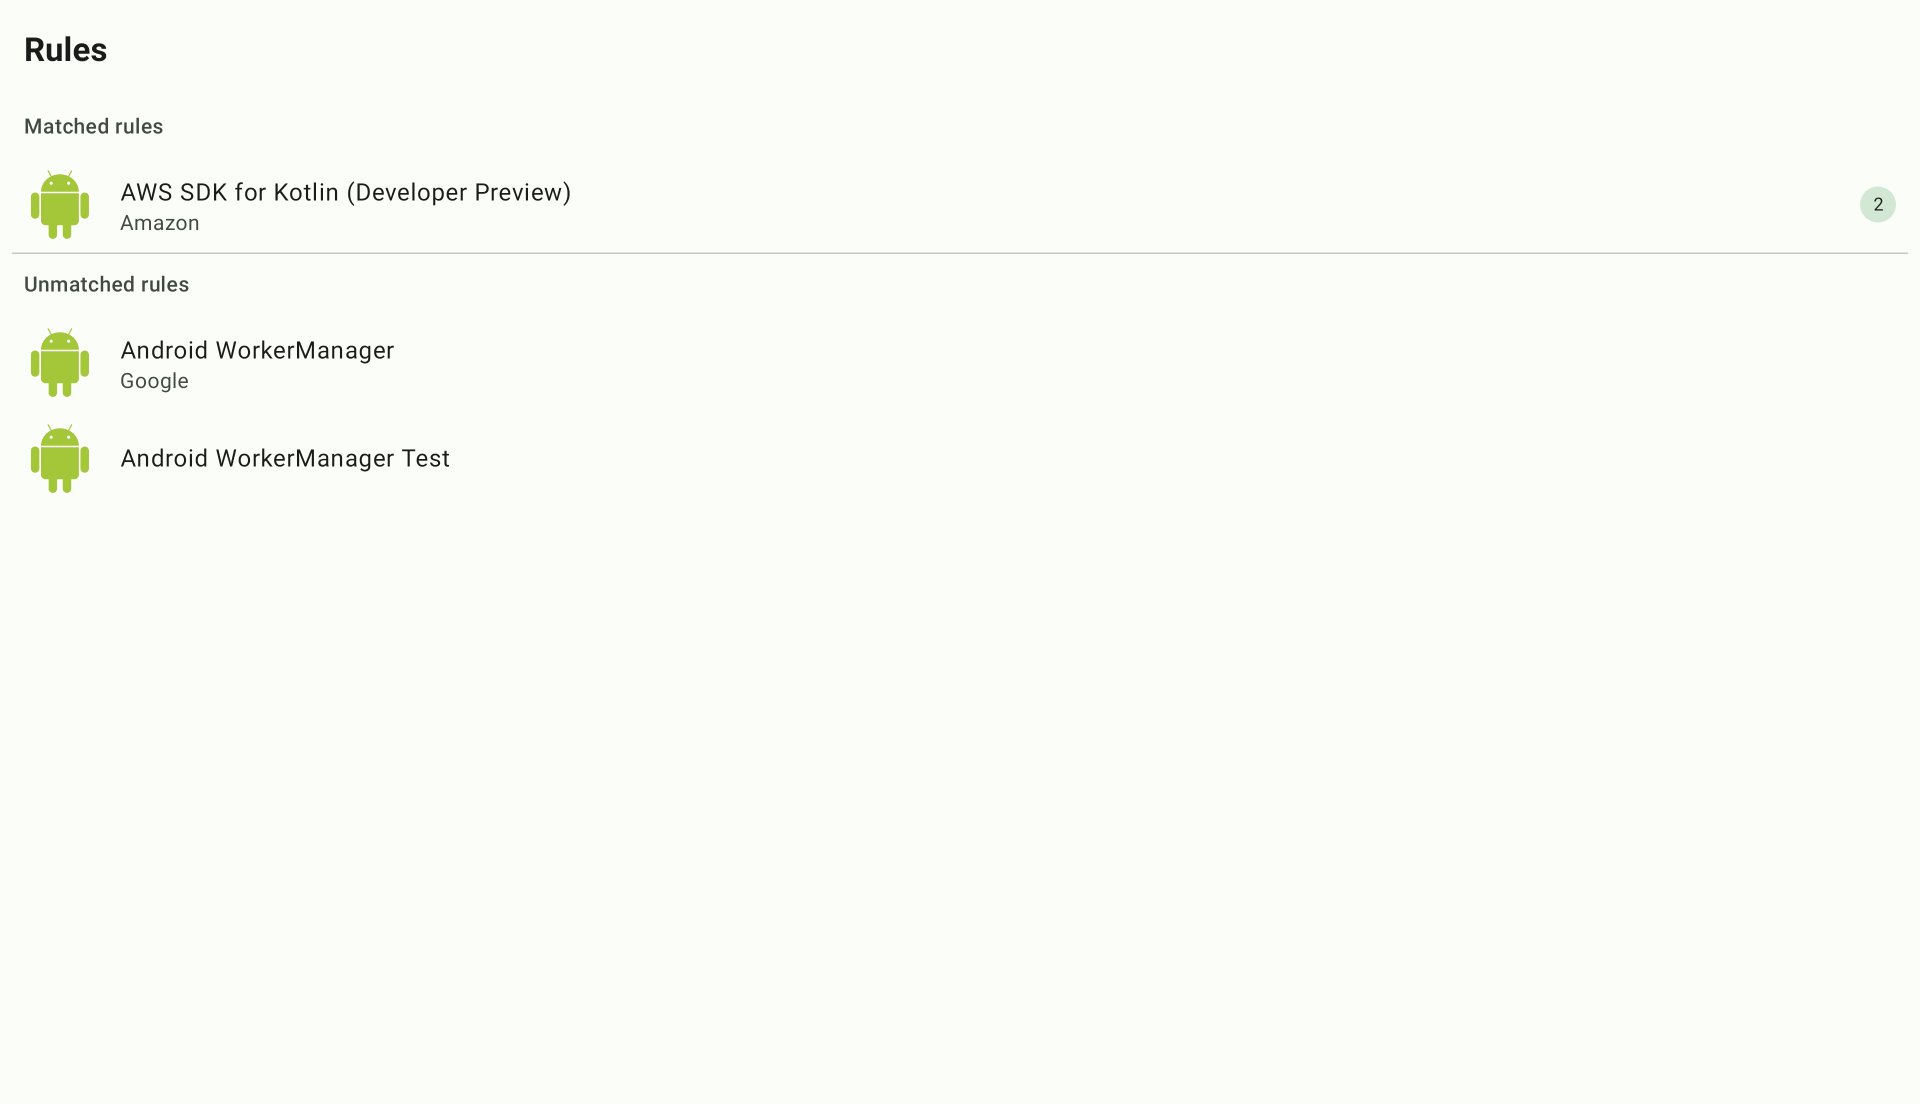 Rules
Matched rules
AWS SDK for Kotlin (Developer Preview)
Amazon
2
Unmatched rules
Android WorkerManager
Google
Android WorkerManager Test